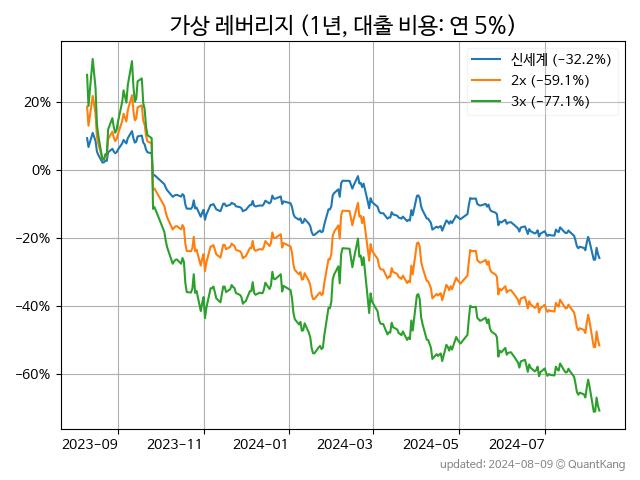 가상 레버리지 (1년, 대출 비용: 연 5%)
신세계 (−32.2%)
2x (−59.1%)
3x (−77.1%)
20%
0%
−20%
−40%
−60%
2023-09
2023-11
2024-01
2024-03
2024-05
2024-07
updated: 2024-08-09 © QuantKang